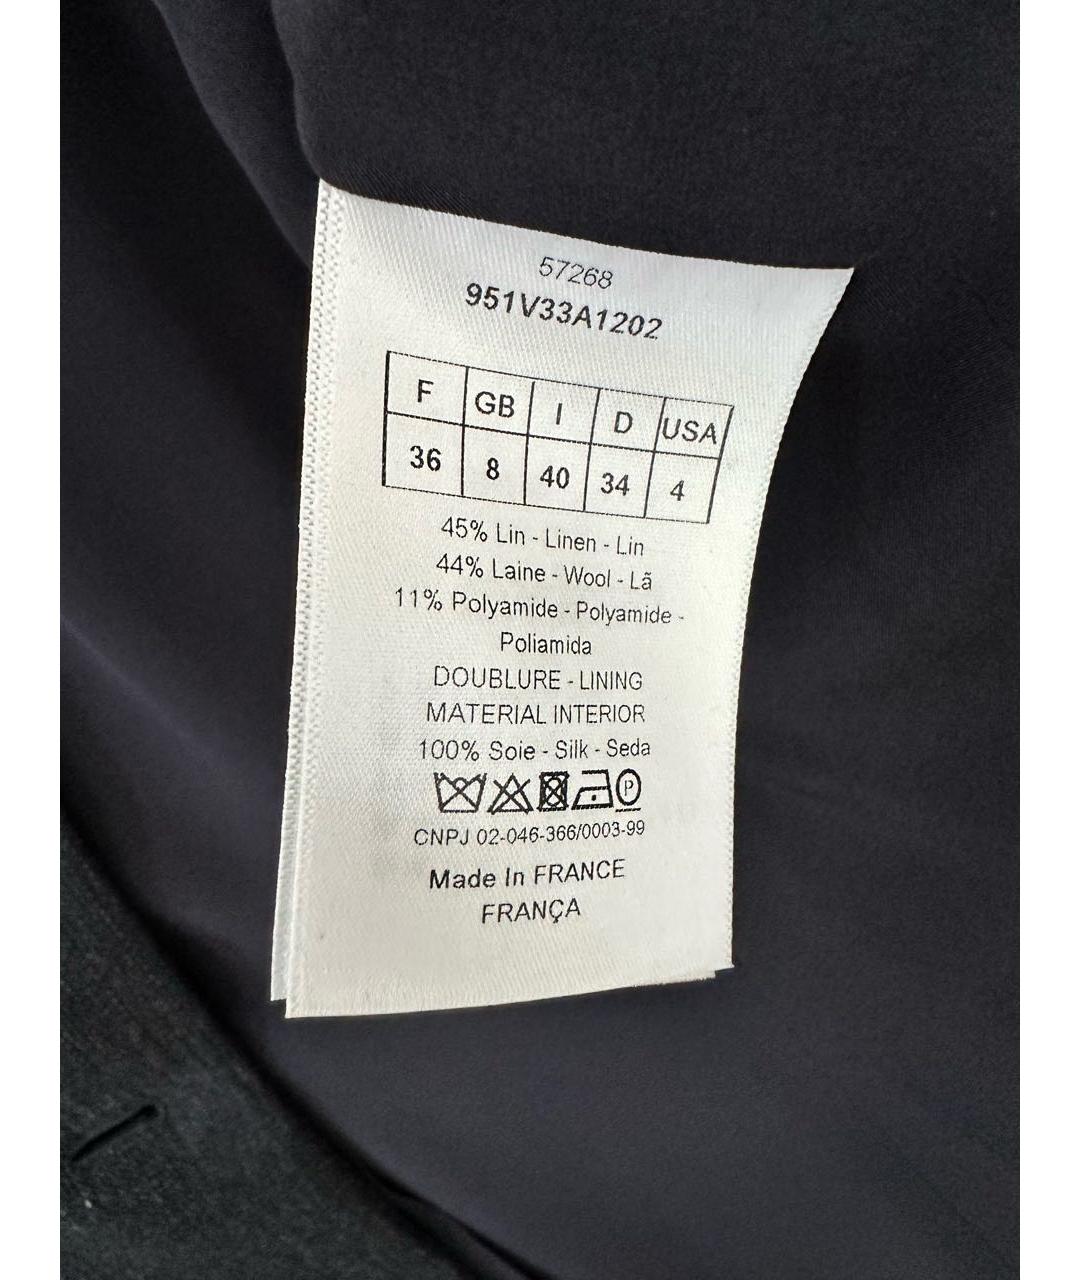 57268
951V33A1202
F GB I D USA
36 8 40 34 4
45% Lin - Linen - Lin
44% Laine - Wool - Lã
11% Polyamide - Polyamide -
Poliamida
DOUBLURE - LINING
MATERIAL INTERIOR
100% Soie - Silk - Seda
P
CNPJ 02-046-366/0003-99
Made In FRANCE
FRANÇA